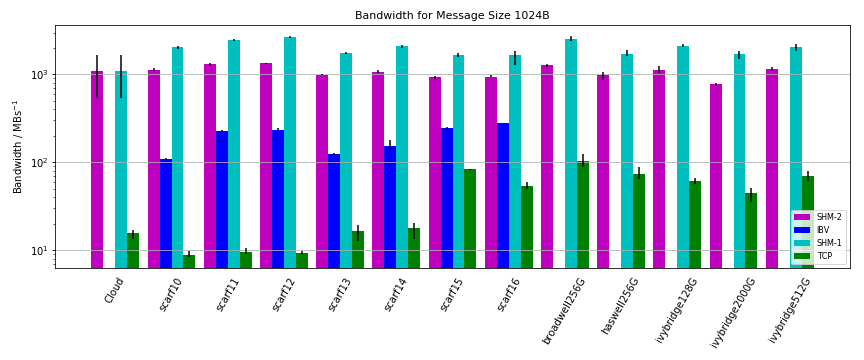 Bandwidth for Message Size 1024B
Bandwidth / MBs⁻¹
10³
10²
10¹
SHM-2
IBV
SHM-1
TCP
Cloud
scarf10
scarf11
scarf12
scarf13
scarf14
scarf15
scarf16
broadwell256G
haswell256G
ivybridge128G
ivybridge2000G
ivybridge512G